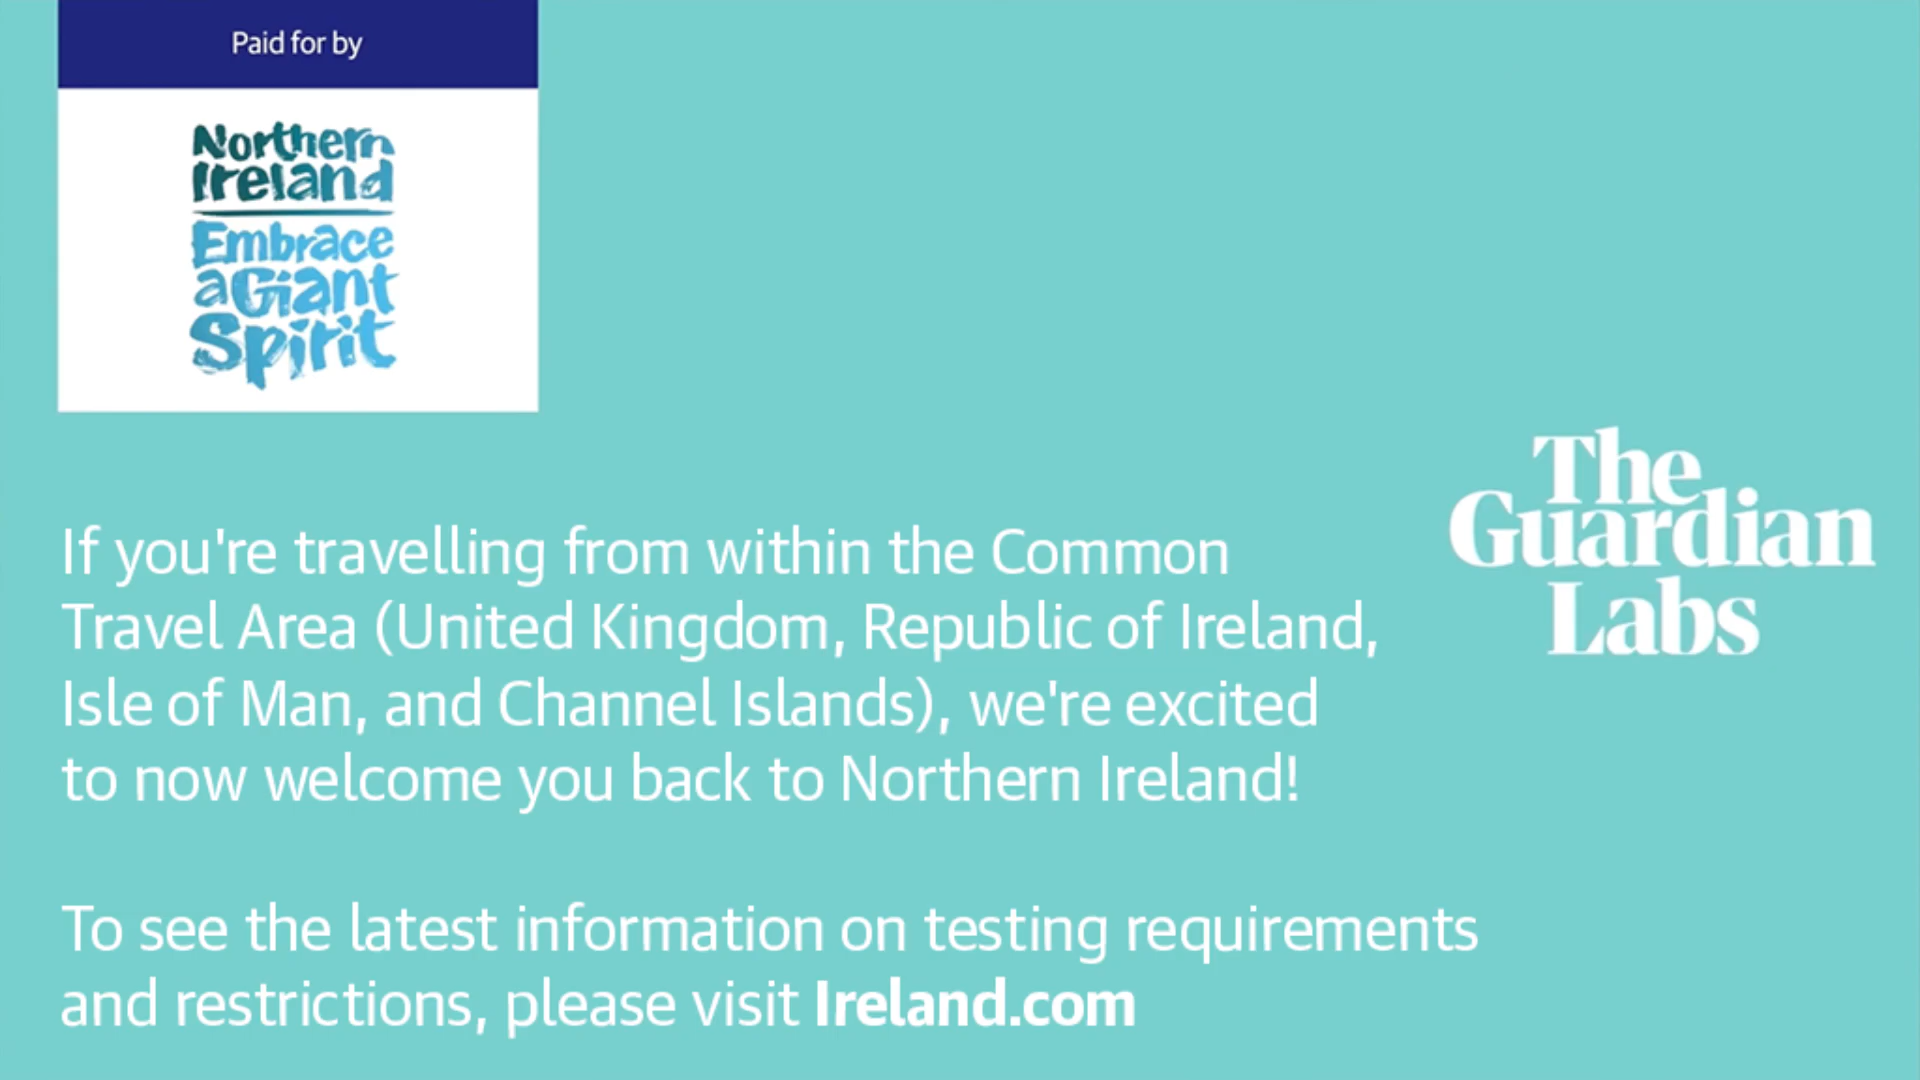 Paid for by
Northern
Ireland
Embrace
a Giant
Spirit
The
Guardian
Labs
If you're travelling from within the Common
Travel Area (United Kingdom, Republic of Ireland,
Isle of Man, and Channel Islands), we're excited
to now welcome you back to Northern Ireland!
To see the latest information on testing requirements
and restrictions, please visit Ireland.com